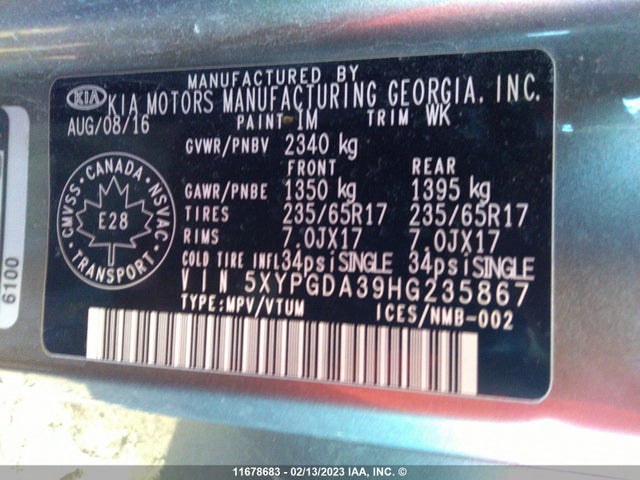 MANUFACTURED BY
KIA KIA MOTORS MANUFACTURING GEORGIA, INC.
AUG/08/16 PAINT 1M TRIM WK
GVWR/PNBV 2340 kg
FRONT REAR
GAWR/PNBE 1350 kg 1395 kg
TIRES 235/65R17 235/65R17
RIMS 7.0JX17 7.0JX17
COLD TIRE INFL 34psi SINGLE 34psi SINGLE
VIN 5XYPGDA39HG235867
TYPE:MPV/VTUM ICES/NMB-002
CMVSS • CANADA • NSVAC
E28
TRANSPORT
6100
11678683 - 02/13/2023 IAA, INC. ©